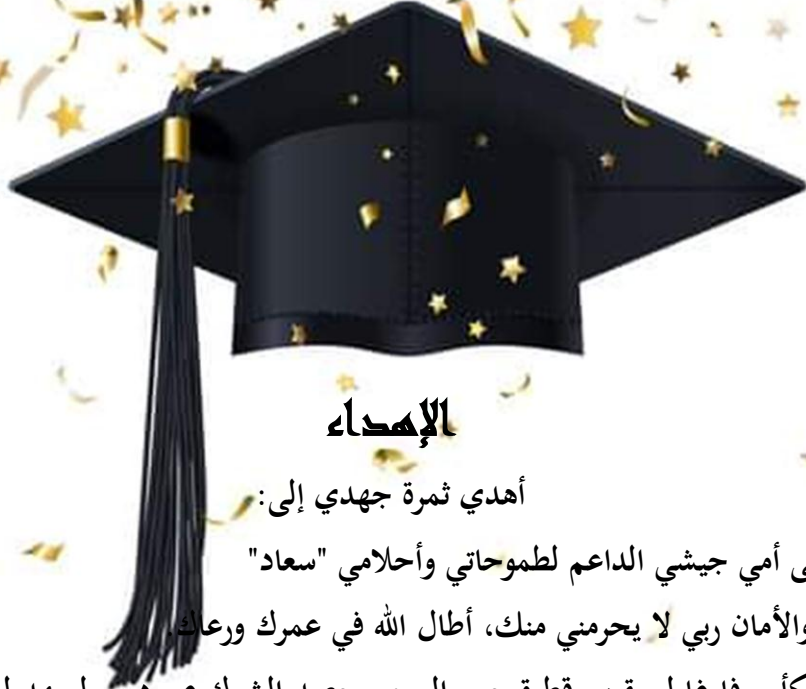 الإهداء
أهدي ثمرة جهدي إلى:
أمي جيشي الداعم لطموحاتي وأحلامي "سعاد"
والأمان ربي لا يحرمني منك، أطال الله في عمرك ورعاك.